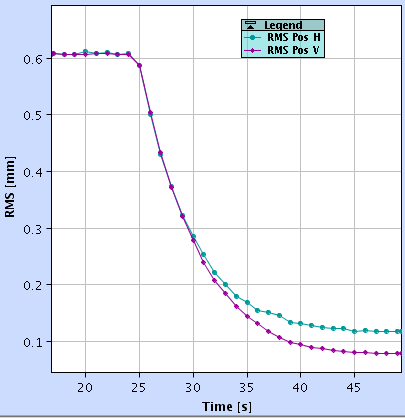 Legend
RMS Pos H
RMS Pos V
RMS [mm]
0.6
0.5
0.4
0.3
0.2
0.1
20 25 30 35 40 45
Time [s]